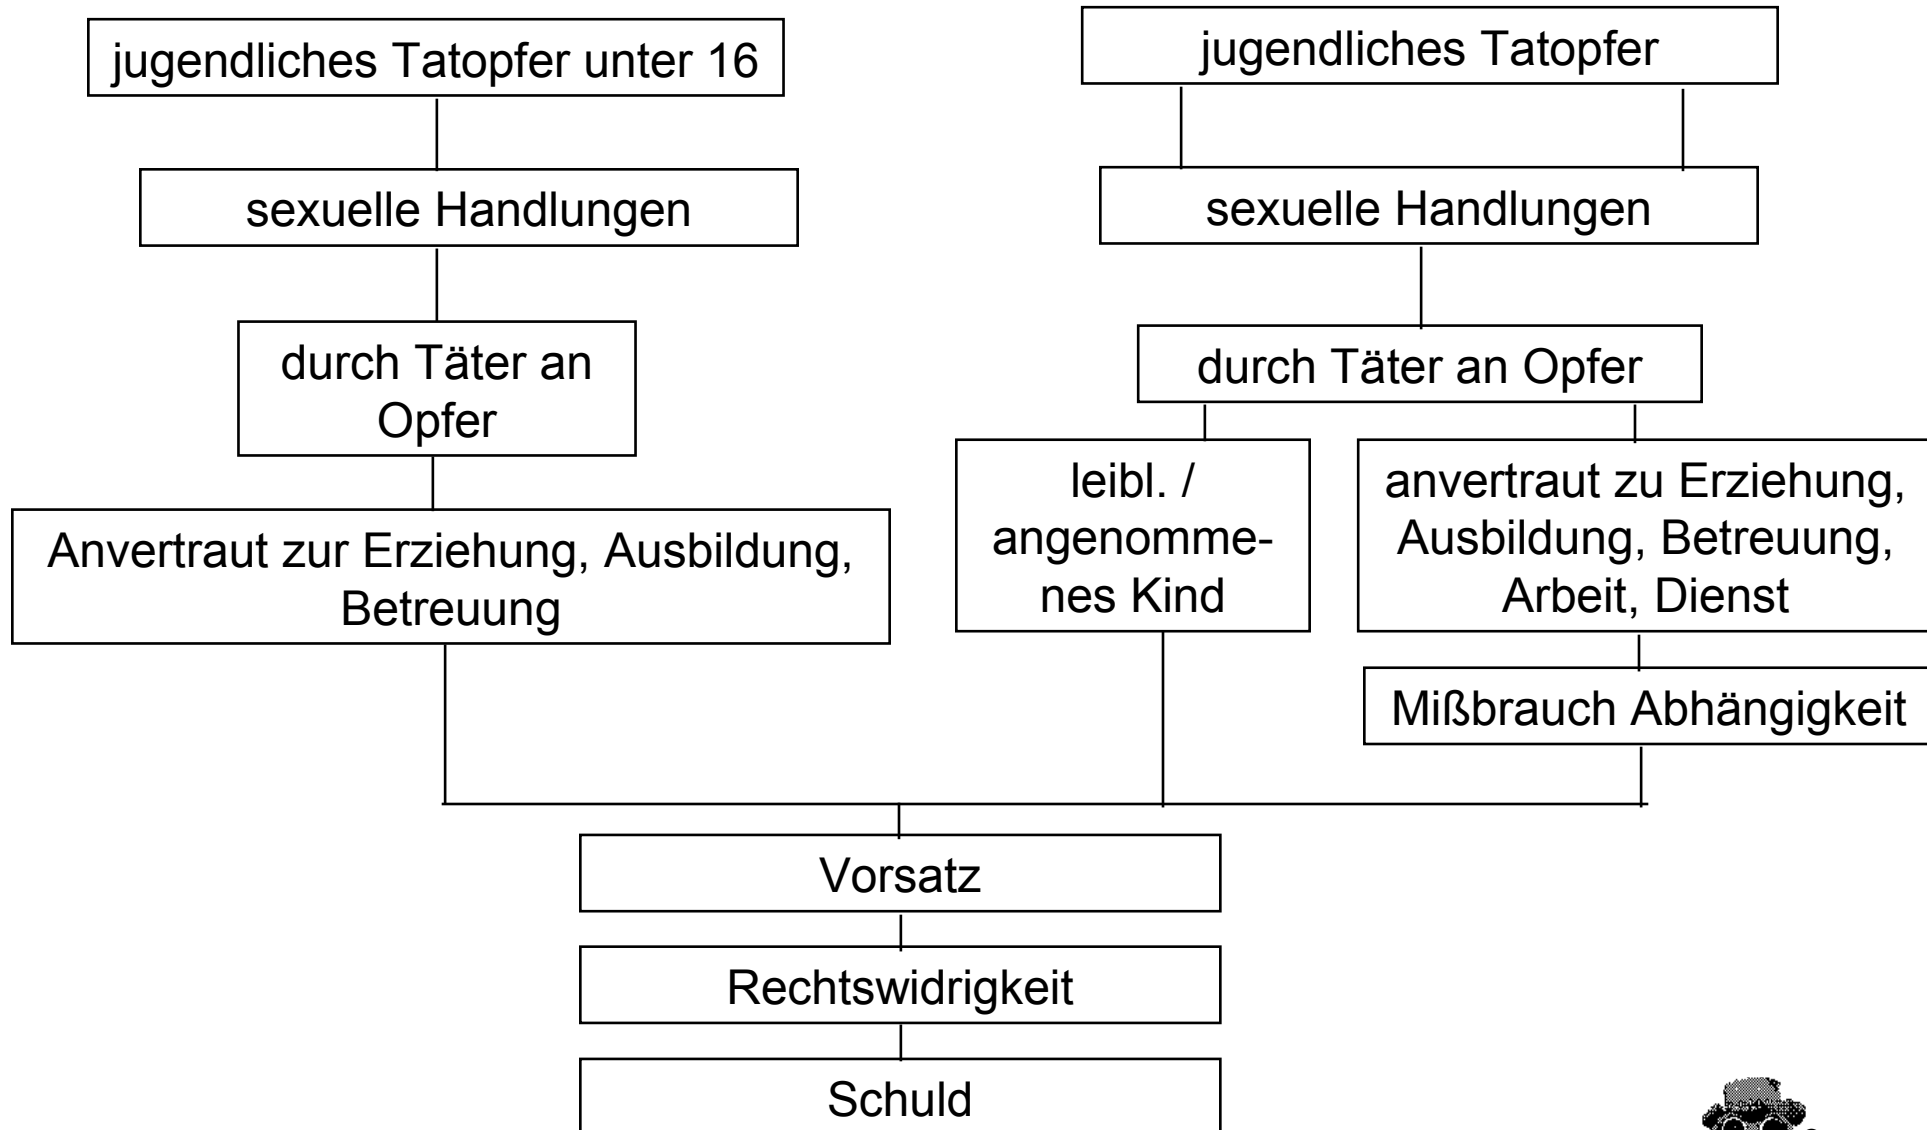 jugendliches Tatopfer unter 16
sexuelle Handlungen
durch Täter an
Opfer
Anvertraut zur Erziehung, Ausbildung,
Betreuung
jugendliches Tatopfer
sexuelle Handlungen
durch Täter an Opfer
leibl. /
angenomme-
nes Kind
anvertraut zu Erziehung,
Ausbildung, Betreuung,
Arbeit, Dienst
Mißbrauch Abhängigkeit
Vorsatz
Rechtswidrigkeit
Schuld